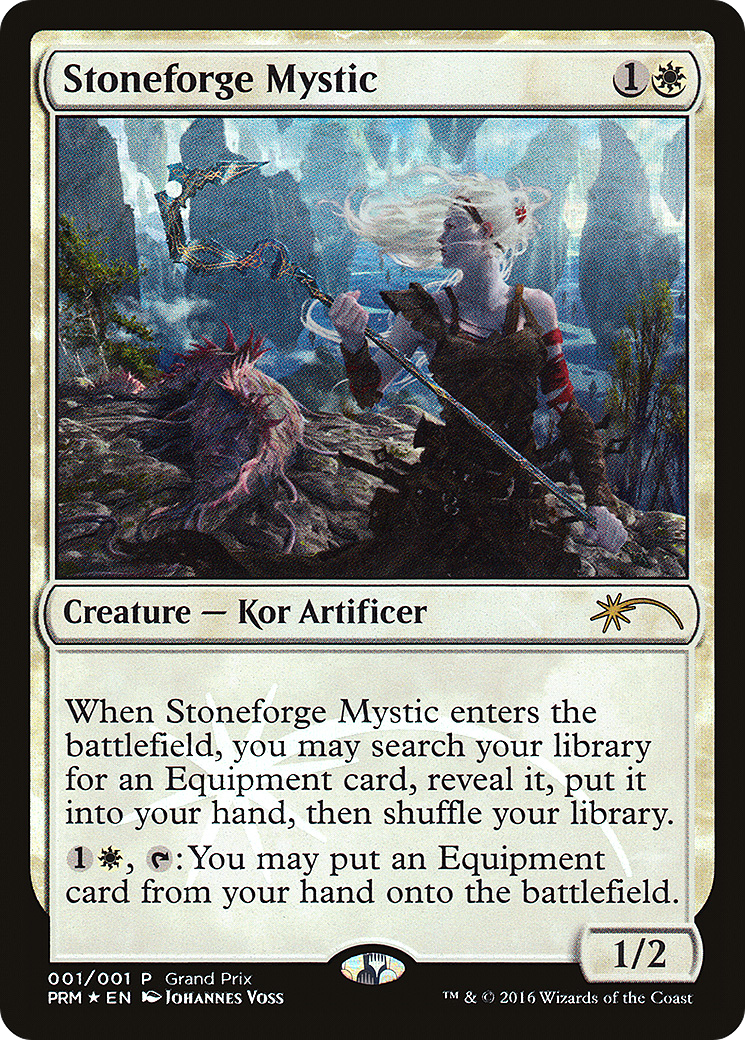 Stoneforge Mystic 1
Creature — Kor Artificer
When Stoneforge Mystic enters the
battlefield, you may search your library
for an Equipment card, reveal it, put it
into your hand, then shuffle your library.
1 , : You may put an Equipment
card from your hand onto the battlefield.
1/2
001/001 P Grand Prix
PRM ★ EN Johannes Voss
™ & © 2016 Wizards of the Coast